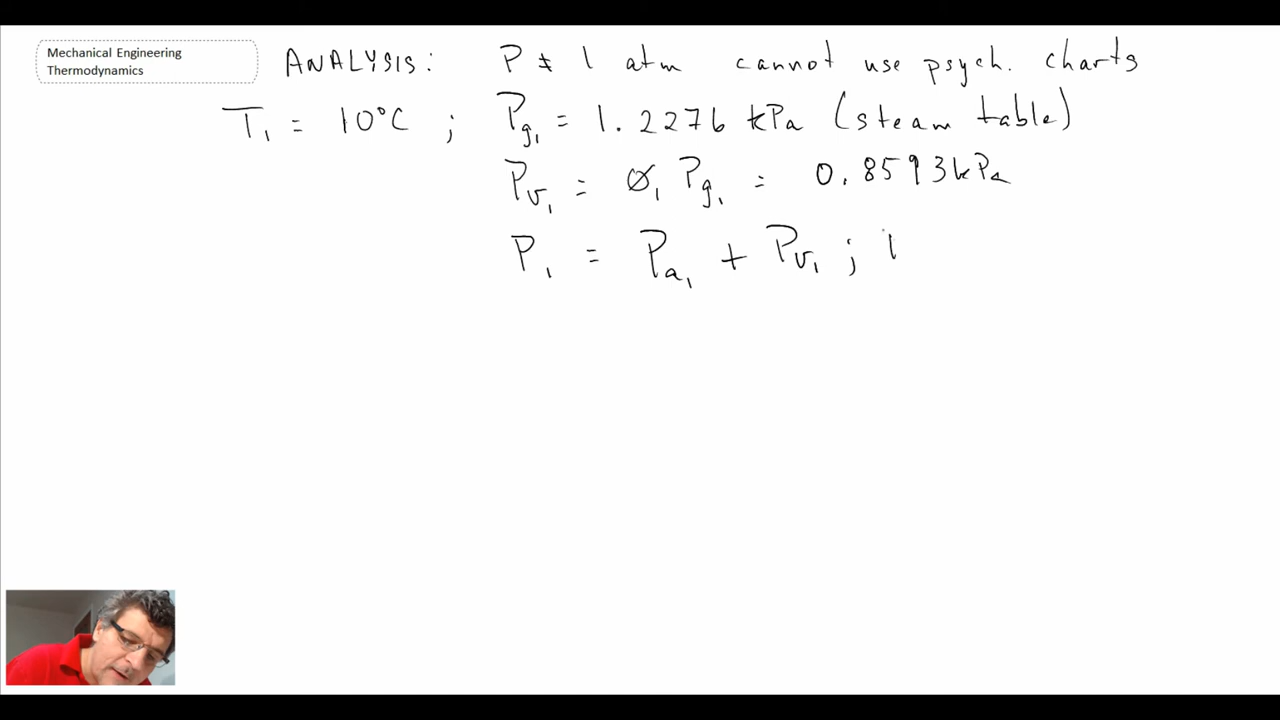 Mechanical Engineering
Thermodynamics
ANALYSIS: P ≠ 1 atm cannot use psych. charts
T₁ = 10°C ; Pg₁ = 1.2276 kPa (steam table)
Pv₁ = Ø₁ Pg₁ = 0.8593 kPa
P₁ = Pa₁ + Pv₁ ;